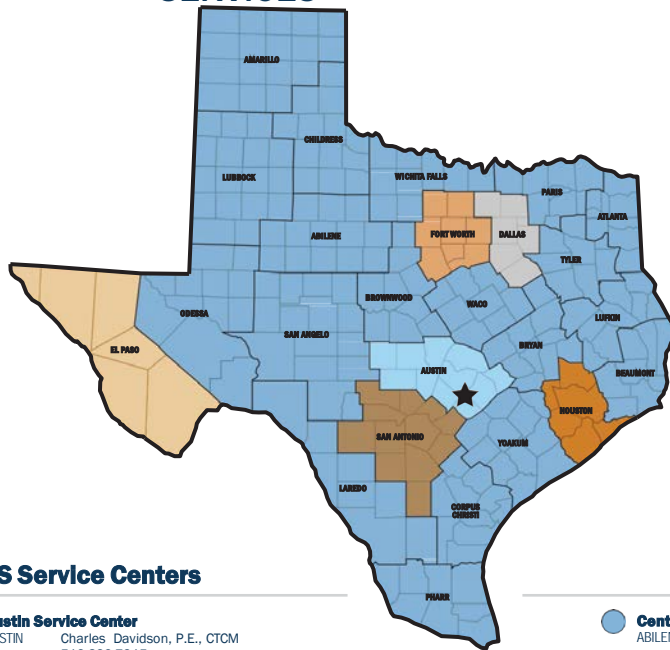 AMARILLO
CHILDRESS
LUBBOCK
WICHITA FALLS
PARIS
ATLANTA
FORT WORTH
DALLAS
ABILENE
TYLER
BROWNWOOD
WACO
ODESSA
LUFKIN
SAN ANGELO
BRYAN
EL PASO
AUSTIN
BEAUMONT
HOUSTON
SAN ANTONIO
YOAKUM
LAREDO
CORPUS
CHRISTI
PHARR
S Service Centers
ustin Service Center
STIN Charles Davidson, P.E., CTCM
Cent
ABILEN